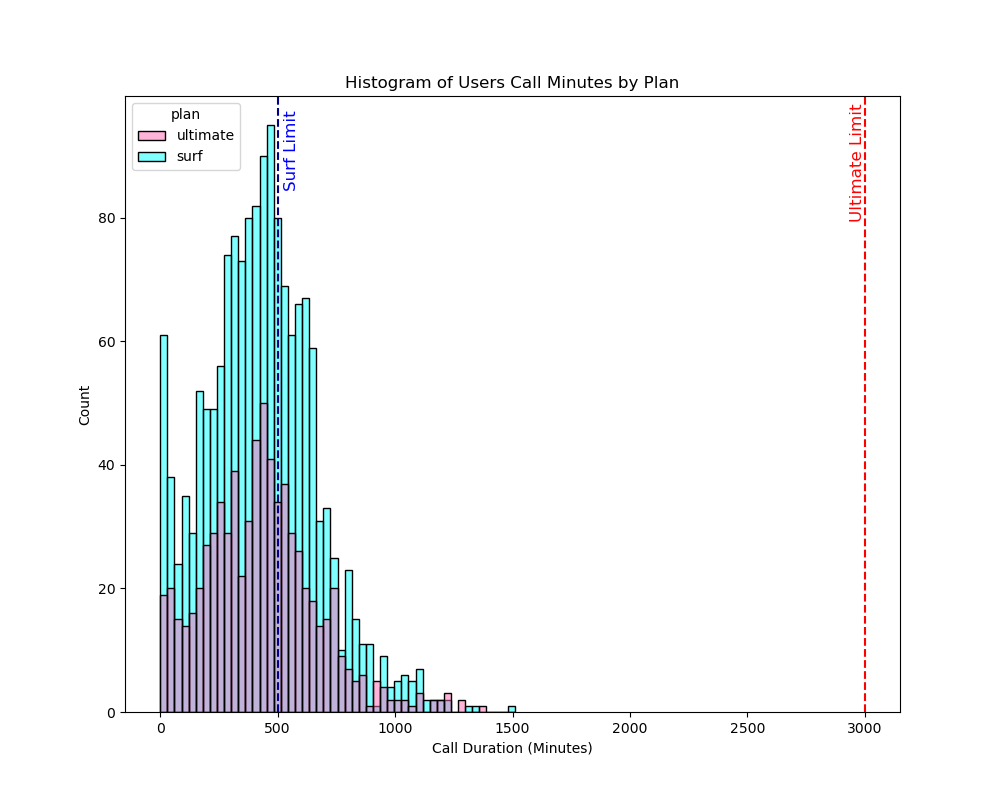 Histogram of Users Call Minutes by Plan
plan
ultimate
surf
Surf Limit
Ultimate Limit
Count
80
60
40
20
0
0 500 1000 1500 2000 2500 3000
Call Duration (Minutes)